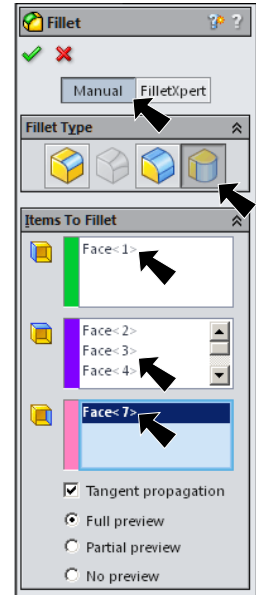 Fillet
Manual FilletXpert
Fillet Type
Items To Fillet
Face<1>
Face<2>
Face<3>
Face<4>
Face<7>
Tangent propagation
Full preview
Partial preview
No preview